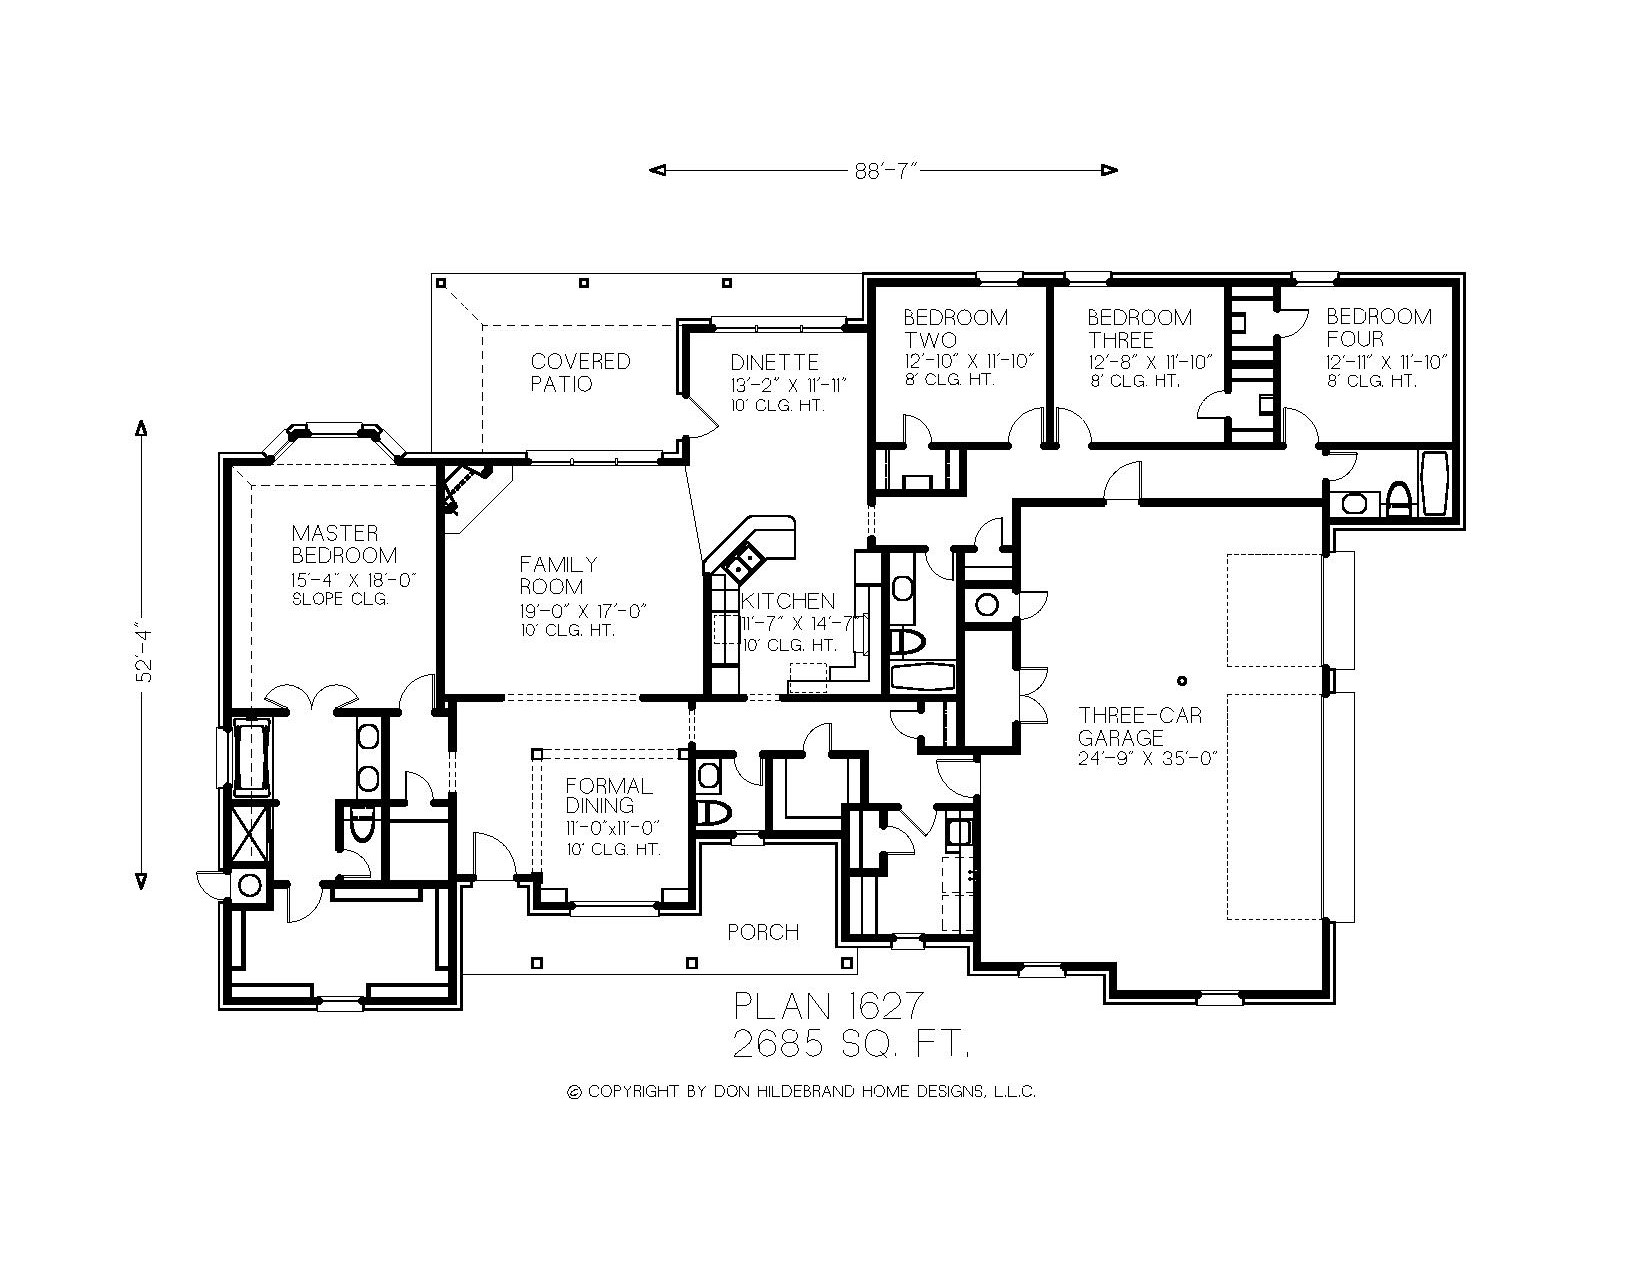 88'-7"
BEDROOM
TWO
12'-10" X 11'-10"
8' CLG. HT.
BEDROOM
THREE
12'-8" X 11'-10"
8' CLG. HT.
BEDROOM
FOUR
12'-11" X 11'-10"
8' CLG. HT.
COVERED
PATIO
DINETTE
13'-2" X 11'-11"
10' CLG. HT.
52'-4"
MASTER
BEDROOM
15'-4" X 18'-0"
SLOPE CLG.
FAMILY
ROOM
19'-0" X 17'-0"
10' CLG. HT.
KITCHEN
11'-7" X 14'-7"
10' CLG. HT.
THREE-CAR
GARAGE
24'-9" X 35'-0"
FORMAL
DINING
11'-0"x11'-0"
10' CLG. HT.
PORCH
PLAN 1627
2685 SQ. FT.
© COPYRIGHT BY DON HILDEBRAND HOME DESIGNS, L.L.C.